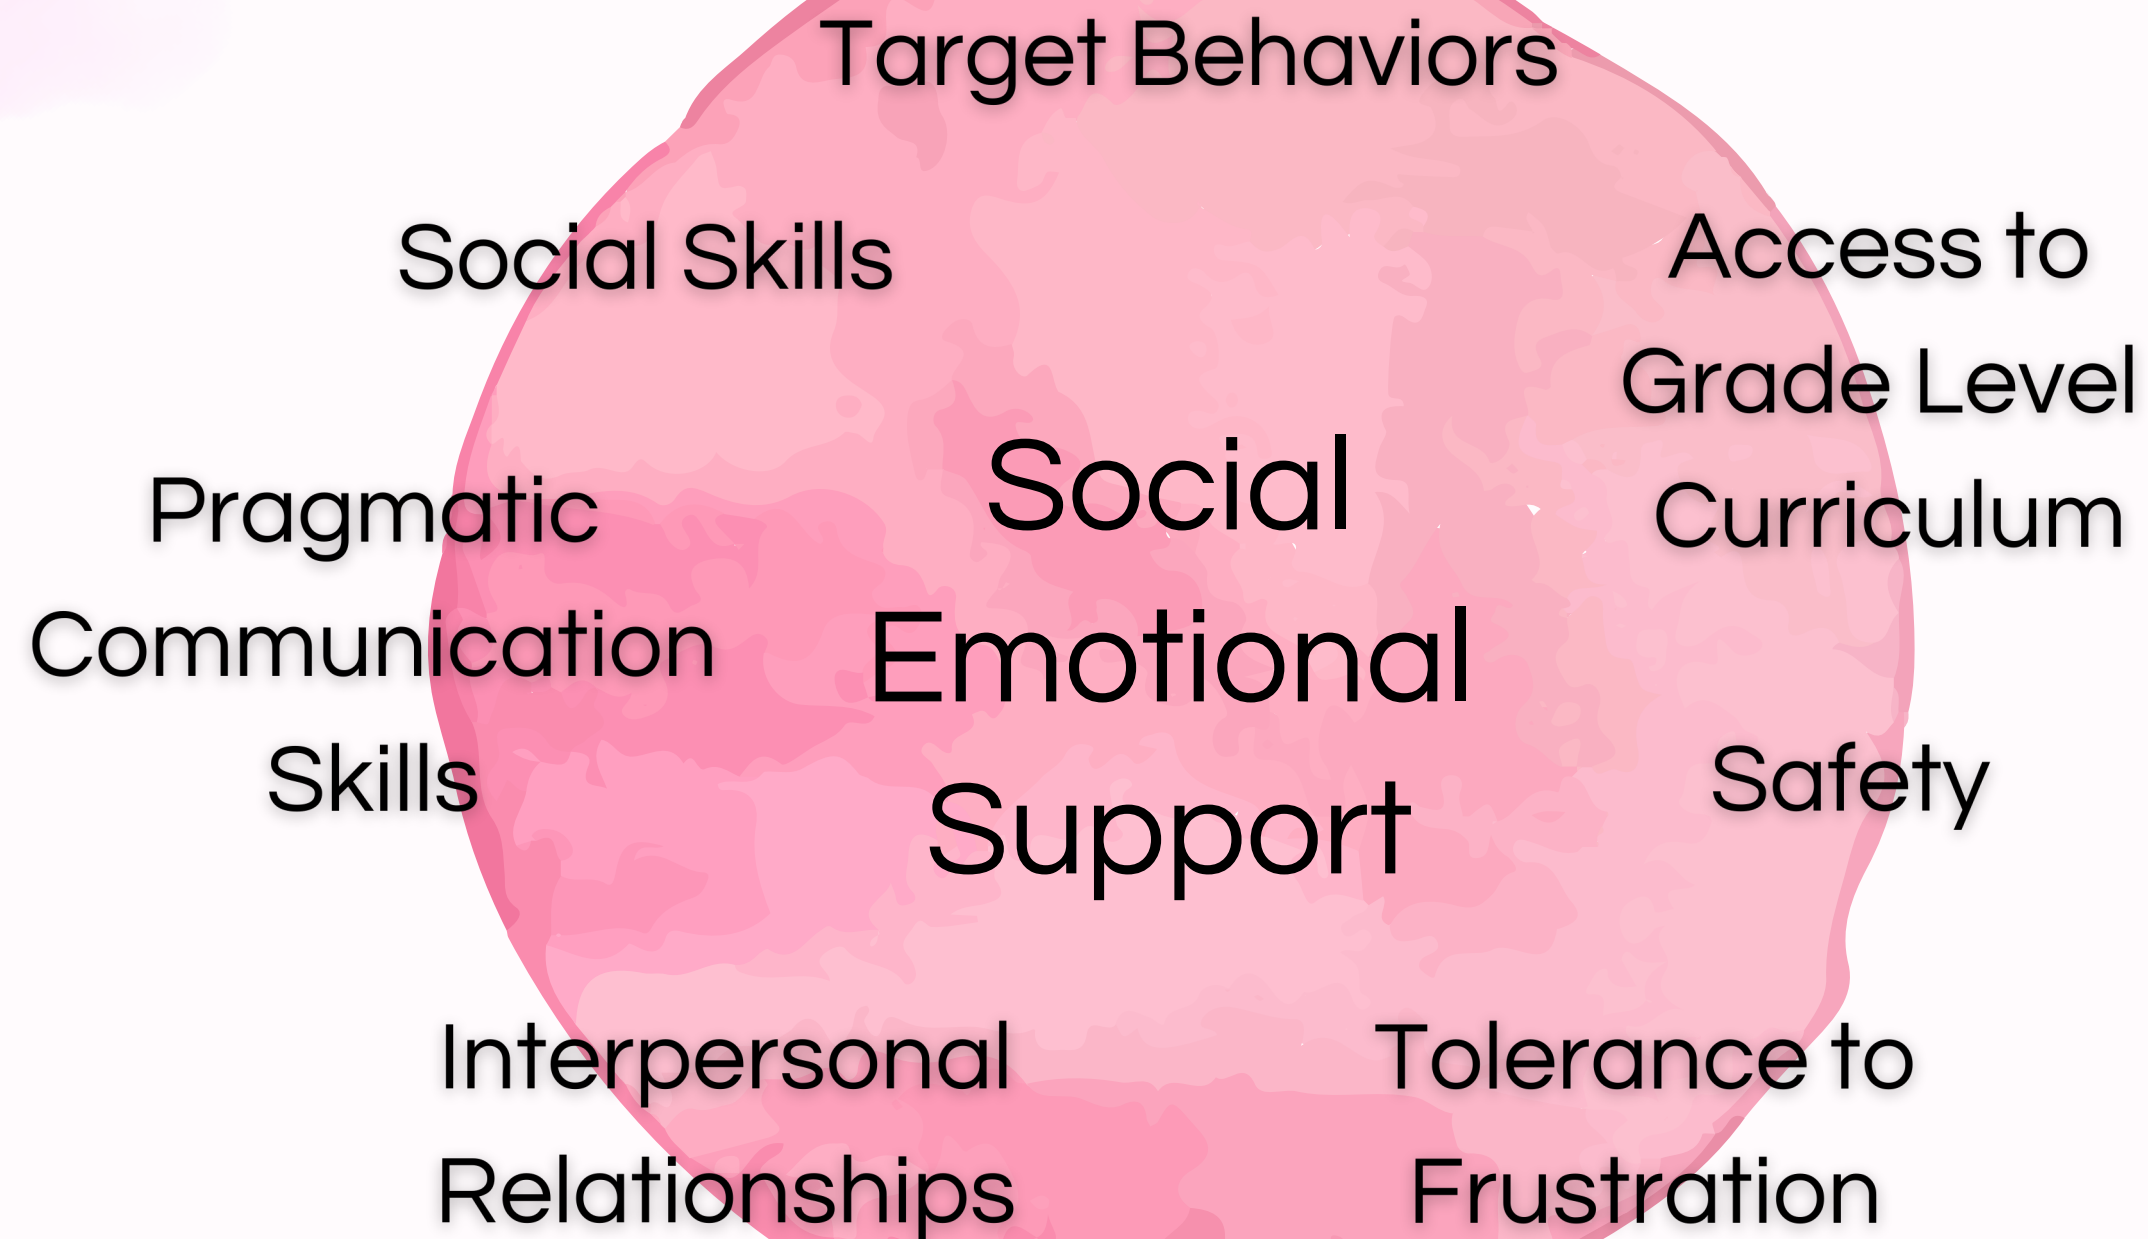 Target Behaviors
Social Skills
Access to
Grade Level
Curriculum
Pragmatic
Communication
Skills
Social
Emotional
Support
Safety
Interpersonal
Relationships
Tolerance to
Frustration